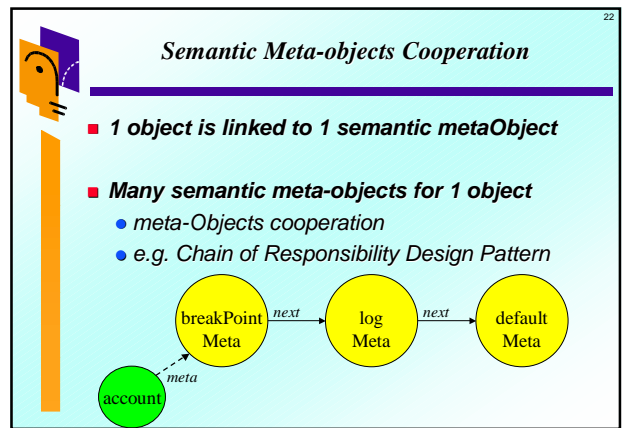 22
Semantic Meta-objects Cooperation
1 object is linked to 1 semantic metaObject
Many semantic meta-objects for 1 object
meta-Objects cooperation
e.g. Chain of Responsibility Design Pattern
breakPoint
Meta
next
log
Meta
next
default
Meta
meta
account